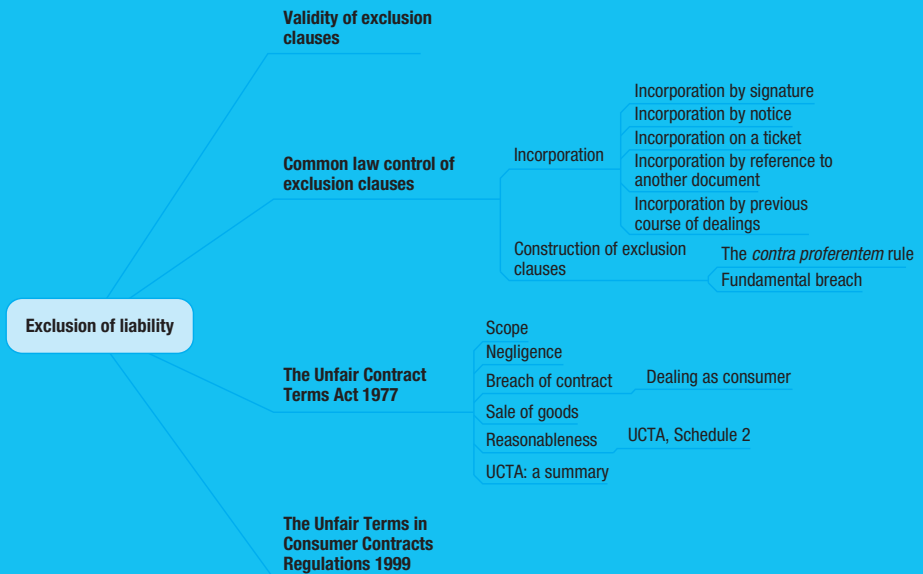 Validity of exclusion
clauses
Common law control of
exclusion clauses
Incorporation
Incorporation by signature
Incorporation by notice
Incorporation on a ticket
Incorporation by reference to
another document
Incorporation by previous
course of dealings
Construction of exclusion
clauses
The contra proferentem rule
Fundamental breach
Exclusion of liability
The Unfair Contract
Terms Act 1977
Scope
Negligence
Breach of contract
Dealing as consumer
Sale of goods
Reasonableness
UCTA, Schedule 2
UCTA: a summary
The Unfair Terms in
Consumer Contracts
Regulations 1999